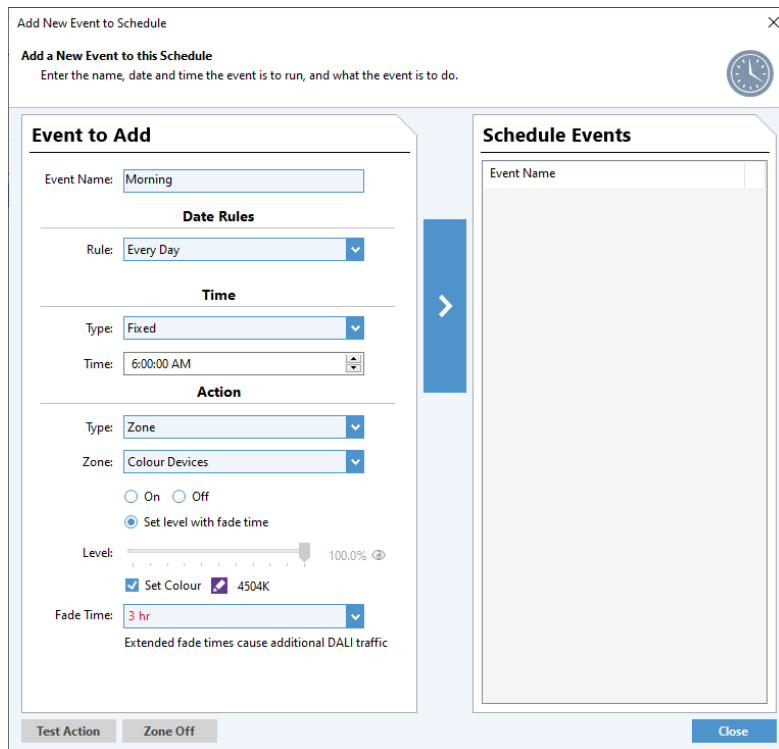 Add New Event to Schedule
Add a New Event to this Schedule
Enter the name, date and time the event is to run, and what the event is to do.
Event to Add
Event Name: Morning
Date Rules
Rule: Every Day
Time
Type: Fixed
Time: 6:00:00 AM
Action
Type: Zone
Zone: Colour Devices
On Off
Set level with fade time
Level: 100.0%
Set Colour 4504K
Fade Time: 3 hr
Extended fade times cause additional DALI traffic
Schedule Events
Event Name
Test Action Zone Off Close